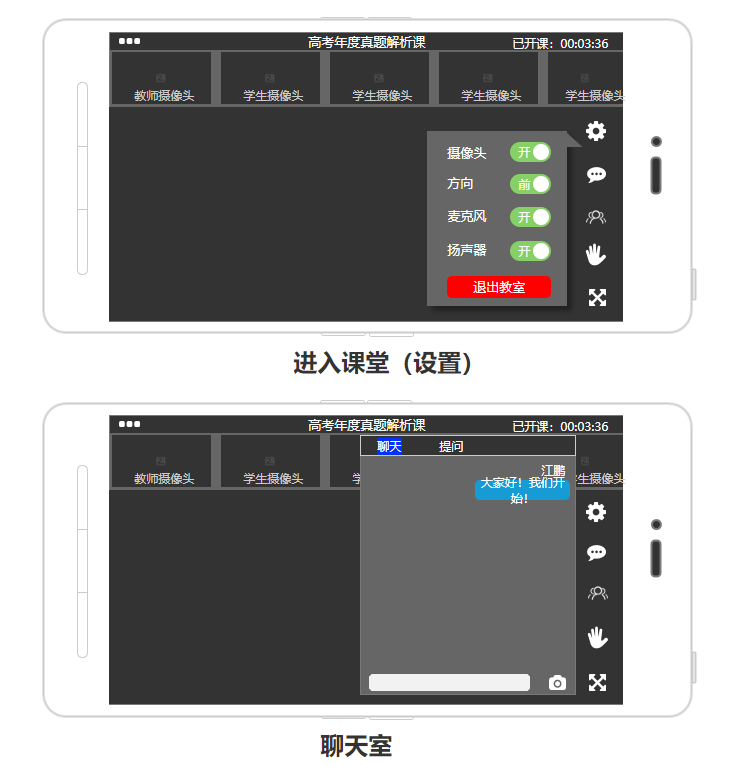 高考年度真题解析课
已开课：00:03:36
教师摄像头
学生摄像头
学生摄像头
学生摄像头
学生摄像头
摄像头 开
方向 前
麦克风 开
扬声器 开
退出教室
进入课堂（设置）
高考年度真题解析课
已开课：00:03:36
聊天 提问
教师摄像头
学生摄像头
学
生摄像头
江鹏
大家好！我们开
始！
聊天室